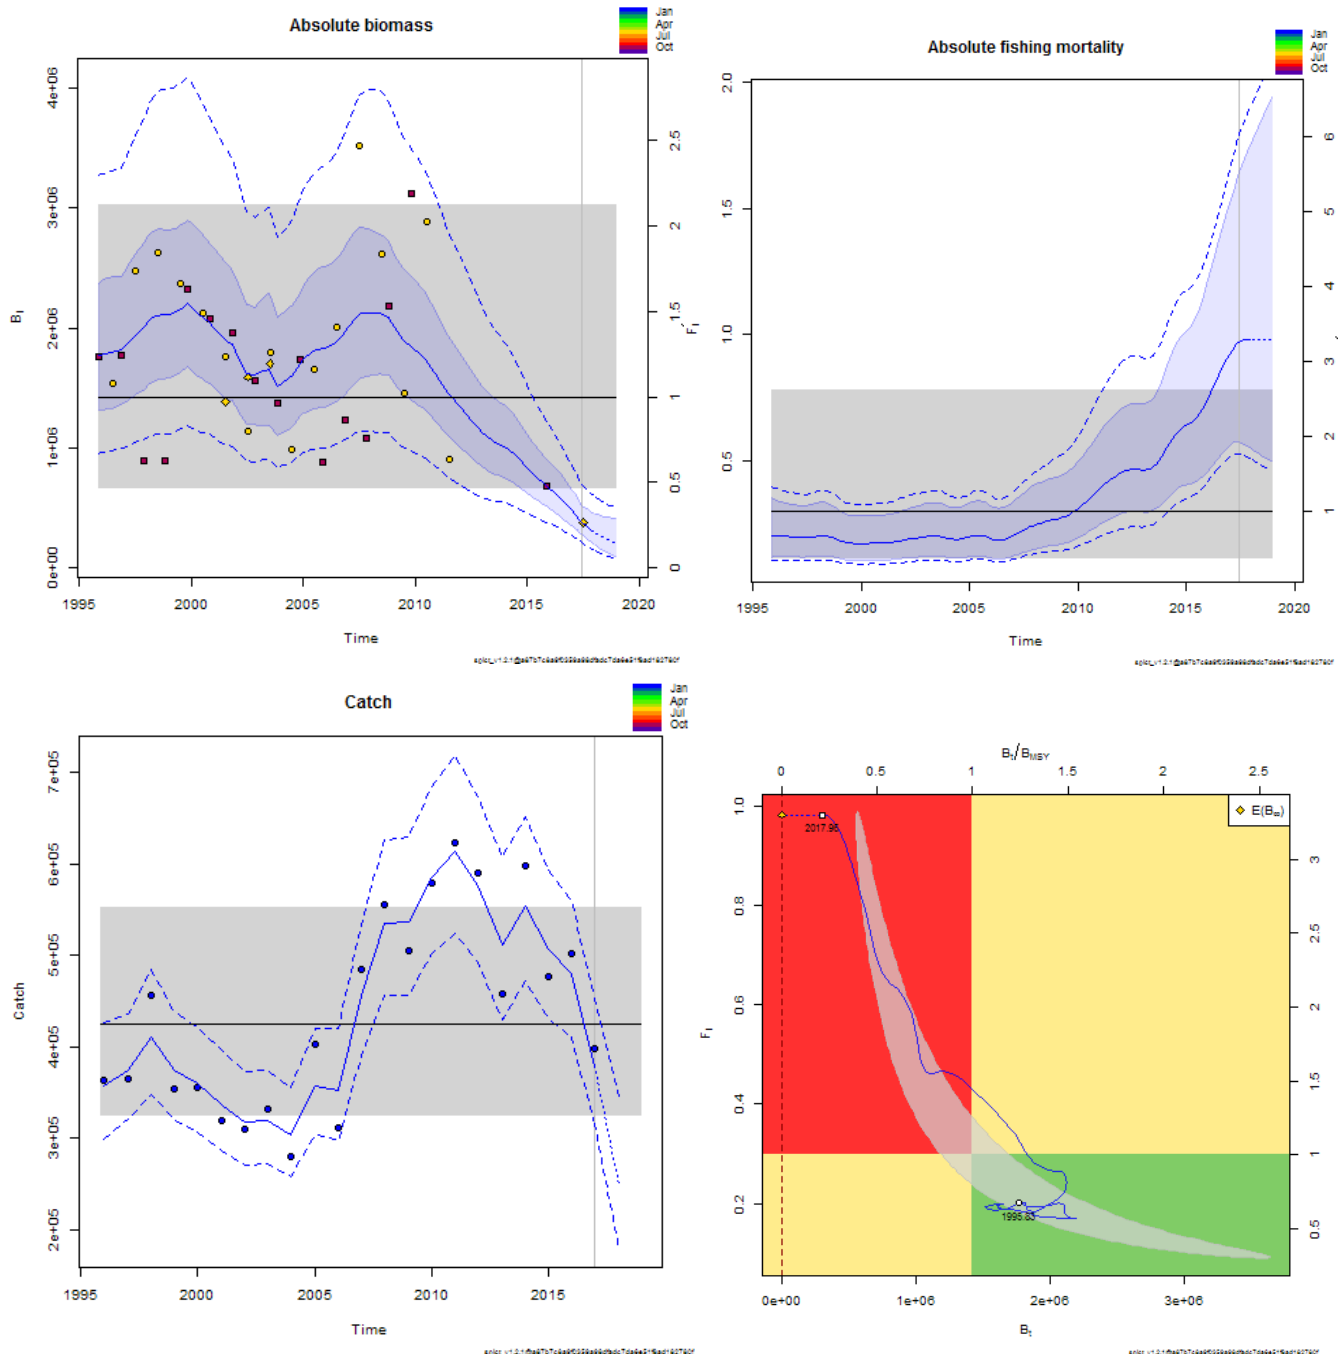 Absolute biomass
Jan
Apr
Jul
Oct
4e+06
3e+06
2e+06
1e+06
0e+00
2.5
2
1.5
1
0.5
0
1995 2000 2005 2010 2015 2020
Time
Absolute fishing mortality
Jan
Apr
Jul
Oct
Ft
2.0
1.5
1.0
0.5
6
5
4
3
2
1
1995 2000 2005 2010 2015 2020
Time
Catch
Jan
Apr
Jul
Oct
Catch
7e+05
6e+05
5e+05
4e+05
3e+05
2e+05
1995 2000 2005 2010 2015
Time
Bt/BMSY
0 0.5 1 1.5 2 2.5
E(B∞)
2017.96
1995.83
1.0
0.8
0.6
0.4
0.2
3
2.5
2
1.5
1
0.5
0e+00 1e+06 2e+06 3e+06
Bt